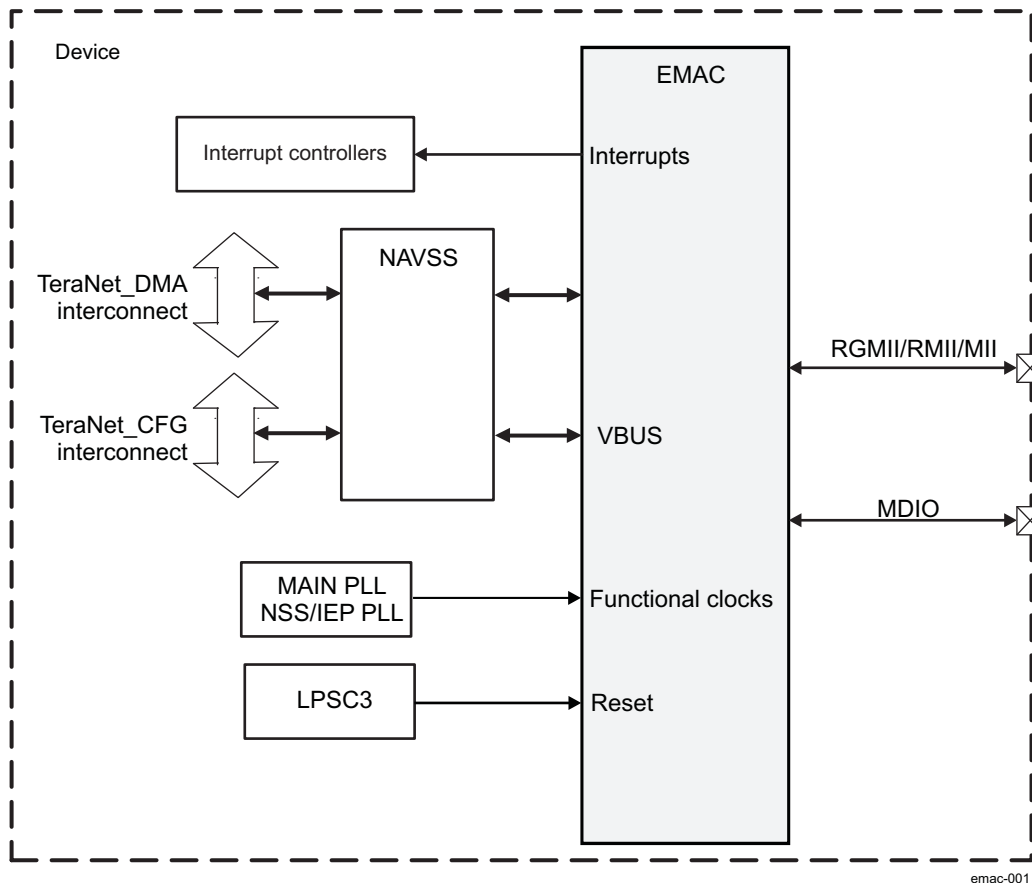 Device
EMAC
Interrupt controllers
Interrupts
NAVSS
TeraNet_DMA
interconnect
RGMII/RMII/MII
TeraNet_CFG
interconnect
VBUS
MDIO
MAIN PLL
NSS/IEP PLL
Functional clocks
LPSC3
Reset
emac-001